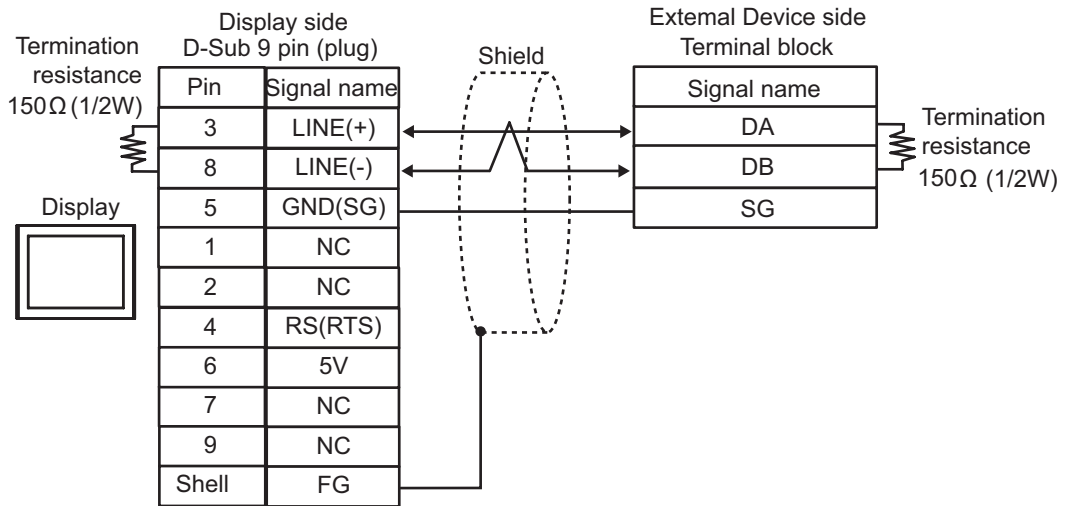 Display side
D-Sub 9 pin (plug)
Termination
resistance
150Ω (1/2W)
Pin Signal name
3 LINE(+)
8 LINE(-)
5 GND(SG)
1 NC
2 NC
4 RS(RTS)
6 5V
7 NC
9 NC
Shell FG
Display
Shield
External Device side
Terminal block
Signal name
DA
DB
SG
Termination
resistance
150Ω (1/2W)